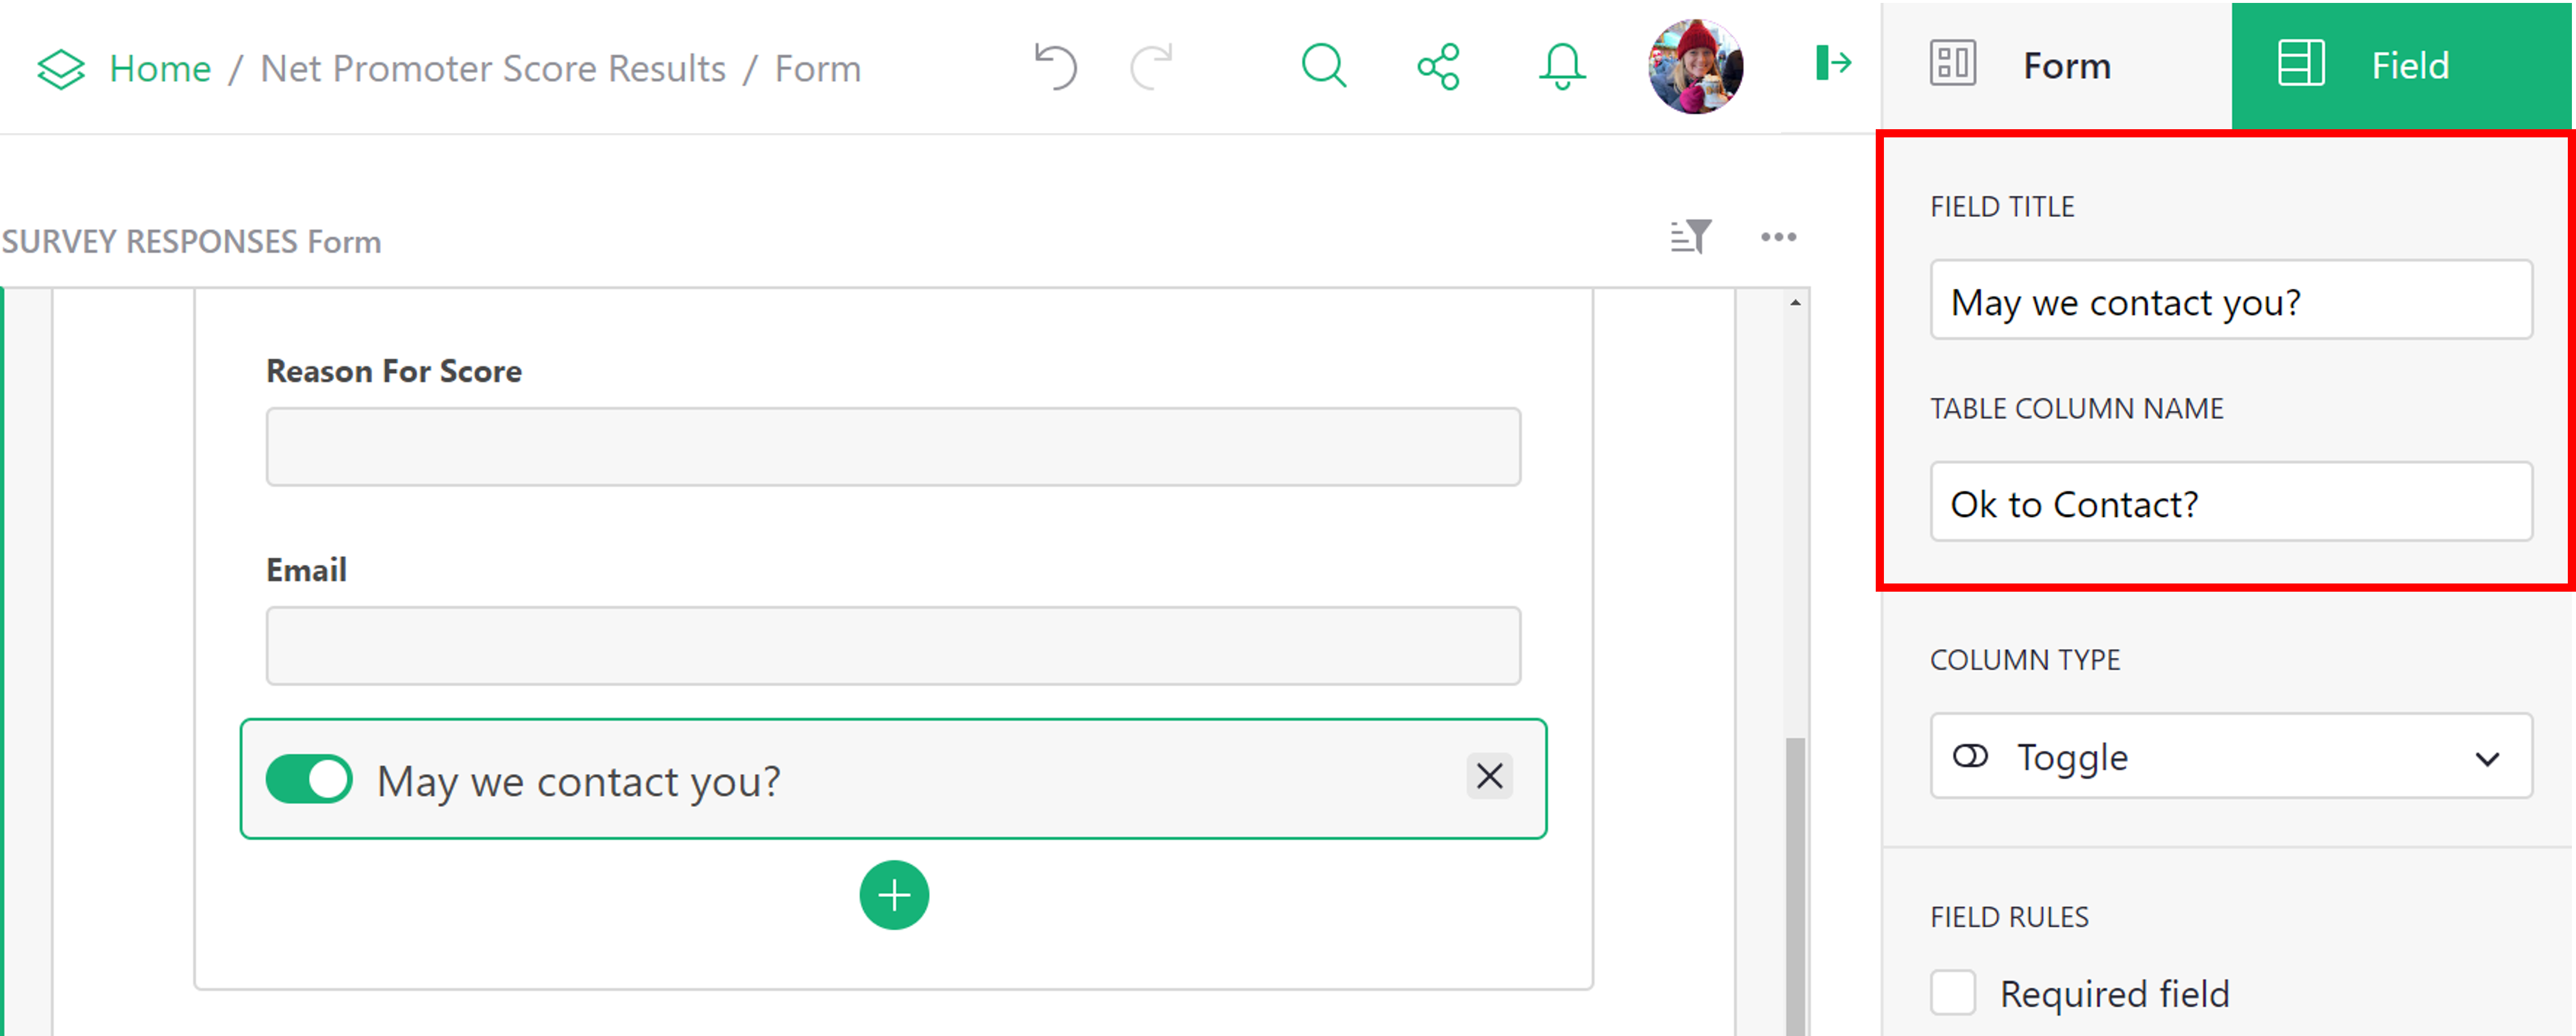 Home / Net Promoter Score Results / Form
Form
Field
SURVEY RESPONSES Form
Reason For Score
Email
May we contact you?
FIELD TITLE
May we contact you?
TABLE COLUMN NAME
Ok to Contact?
COLUMN TYPE
Toggle
FIELD RULES
Required field